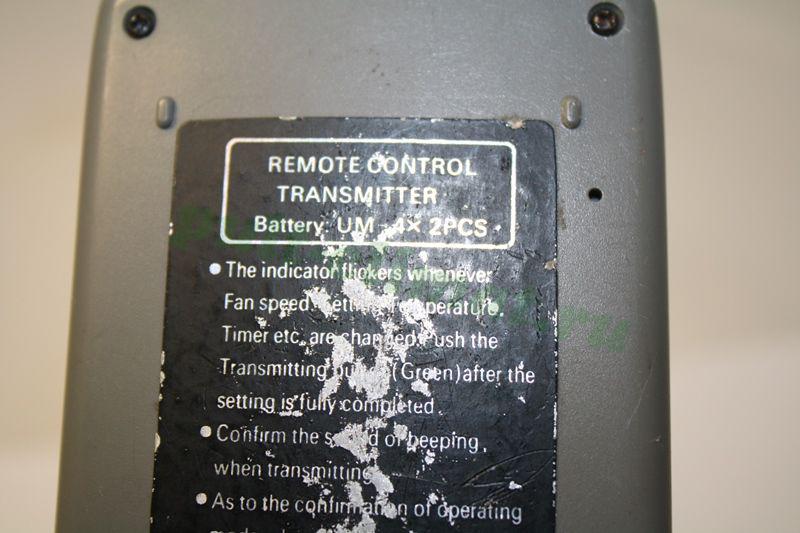 REMOTE CONTROL
TRANSMITTER
Battery: UM-4×2PCS
● The indicator flickers whenever
Fan speed, Setting Temperature,
Timer etc. are changed. Push the
Transmitting (Green) after the
setting is fully completed.
● Confirm the sound of beeping,
when transmitting.
● As to the confirmation of operating